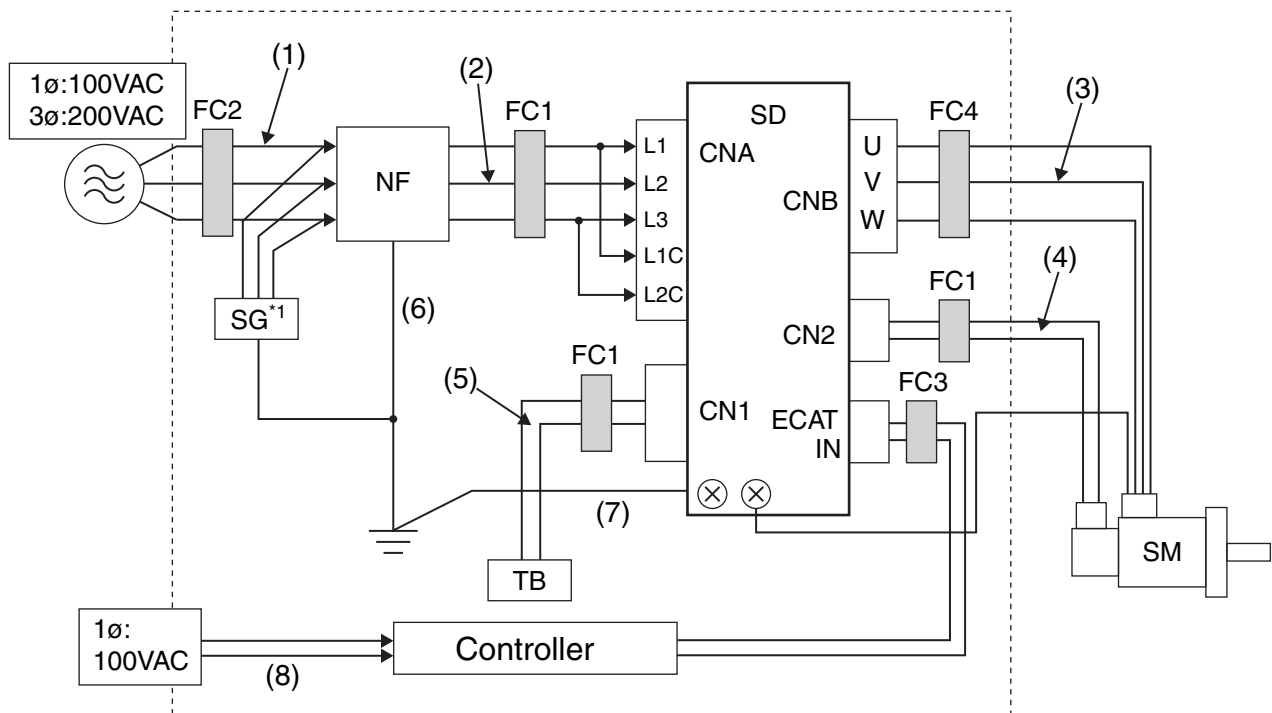 1ø:100VAC
3ø:200VAC
FC2
(1)
(2)
FC1
NF
SG*1
(6)
SD
CNA
L1
L2
L3
L1C
L2C
CNB
U
V
W
FC4
(3)
(4)
FC1
CN2
FC3
ECAT
IN
FC1
(5)
CN1
(7)
TB
SM
1ø:
100VAC
(8)
Controller